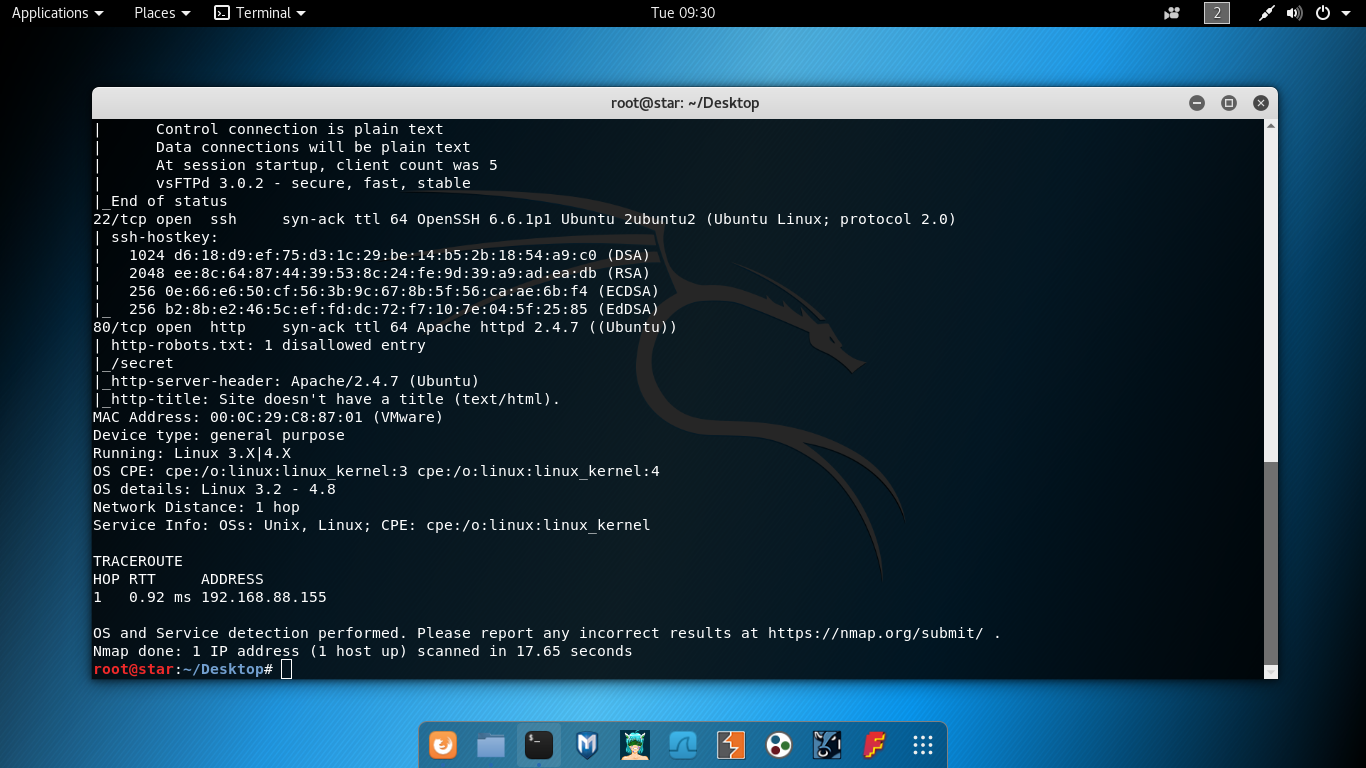 Applications Places Terminal Tue 09:30 2
root@star: ~/Desktop
|      Control connection is plain text
|      Data connections will be plain text
|      At session startup, client count was 5
|      vsFTPd 3.0.2 - secure, fast, stable
|_End of status
22/tcp open  ssh     syn-ack ttl 64 OpenSSH 6.6.1p1 Ubuntu 2ubuntu2 (Ubuntu Linux; protocol 2.0)
| ssh-hostkey:
|   1024 d6:18:d9:ef:75:d3:1c:29:be:14:b5:2b:18:54:a9:c0 (DSA)
|   2048 ee:8c:64:87:44:39:53:8c:24:fe:9d:39:a9:ad:ea:db (RSA)
|   256 0e:66:e6:50:cf:56:3b:9c:67:8b:5f:56:ca:ae:6b:f4 (ECDSA)
|_  256 b2:8b:e2:46:5c:ef:fd:dc:72:f7:10:7e:04:5f:25:85 (EdDSA)
80/tcp open  http    syn-ack ttl 64 Apache httpd 2.4.7 ((Ubuntu))
| http-robots.txt: 1 disallowed entry
|_/secret
|_http-server-header: Apache/2.4.7 (Ubuntu)
|_http-title: Site doesn't have a title (text/html).
MAC Address: 00:0C:29:C8:87:01 (VMware)
Device type: general purpose
Running: Linux 3.X|4.X
OS CPE: cpe:/o:linux:linux_kernel:3 cpe:/o:linux:linux_kernel:4
OS details: Linux 3.2 - 4.8
Network Distance: 1 hop
Service Info: OSs: Unix, Linux; CPE: cpe:/o:linux:linux_kernel
TRACEROUTE
HOP RTT     ADDRESS
1   0.92 ms 192.168.88.155
OS and Service detection performed. Please report any incorrect results at https://nmap.org/submit/ .
Nmap done: 1 IP address (1 host up) scanned in 17.65 seconds
root@star:~/Desktop#